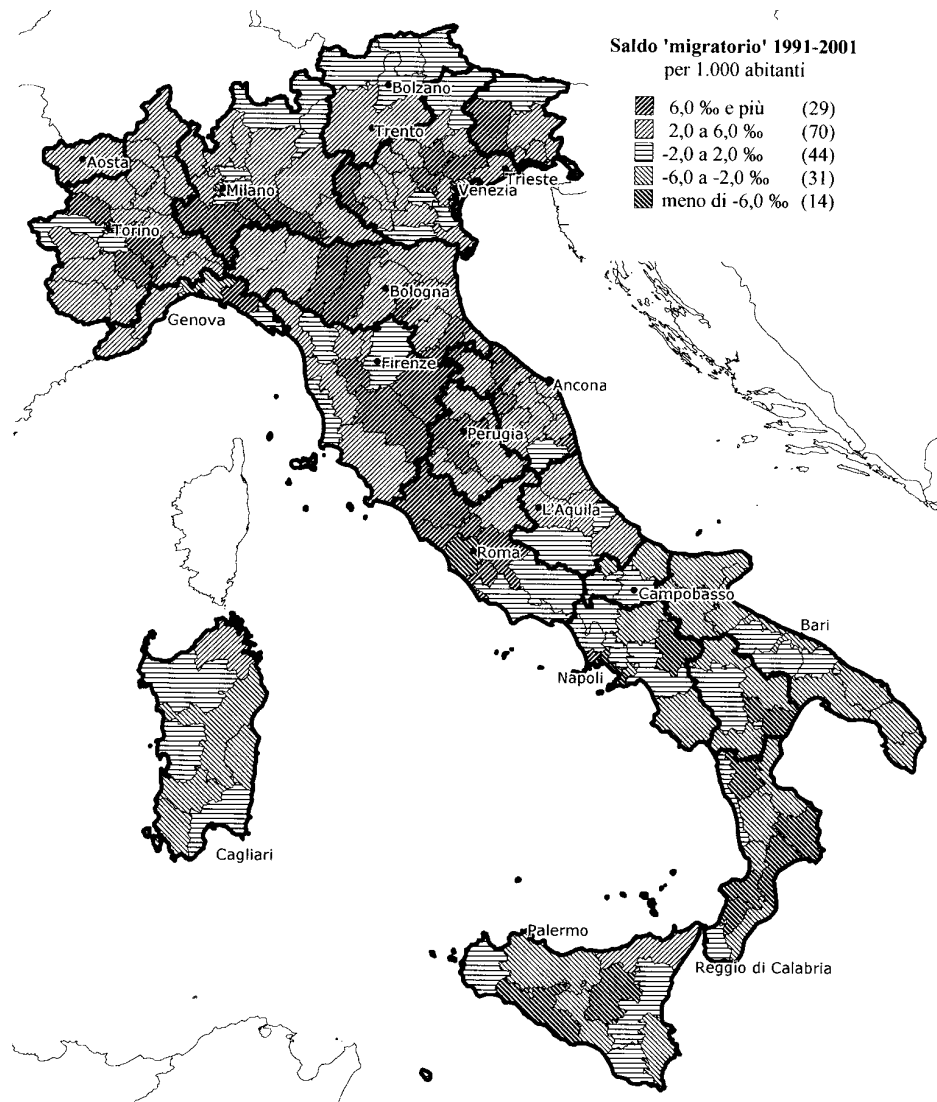 Saldo 'migratorio' 1991-2001
per 1.000 abitanti
6,0 ‰ e più (29)
2,0 a 6,0 ‰ (70)
-2,0 a 2,0 ‰ (44)
-6,0 a -2,0 ‰ (31)
meno di -6,0 ‰ (14)
Bolzano
Trento
Aosta
Milano
Venezia
Trieste
Torino
Bologna
Genova
Firenze
Ancona
Perugia
L'Aquila
Roma
Campobasso
Bari
Napoli
Cagliari
Palermo
Reggio di Calabria